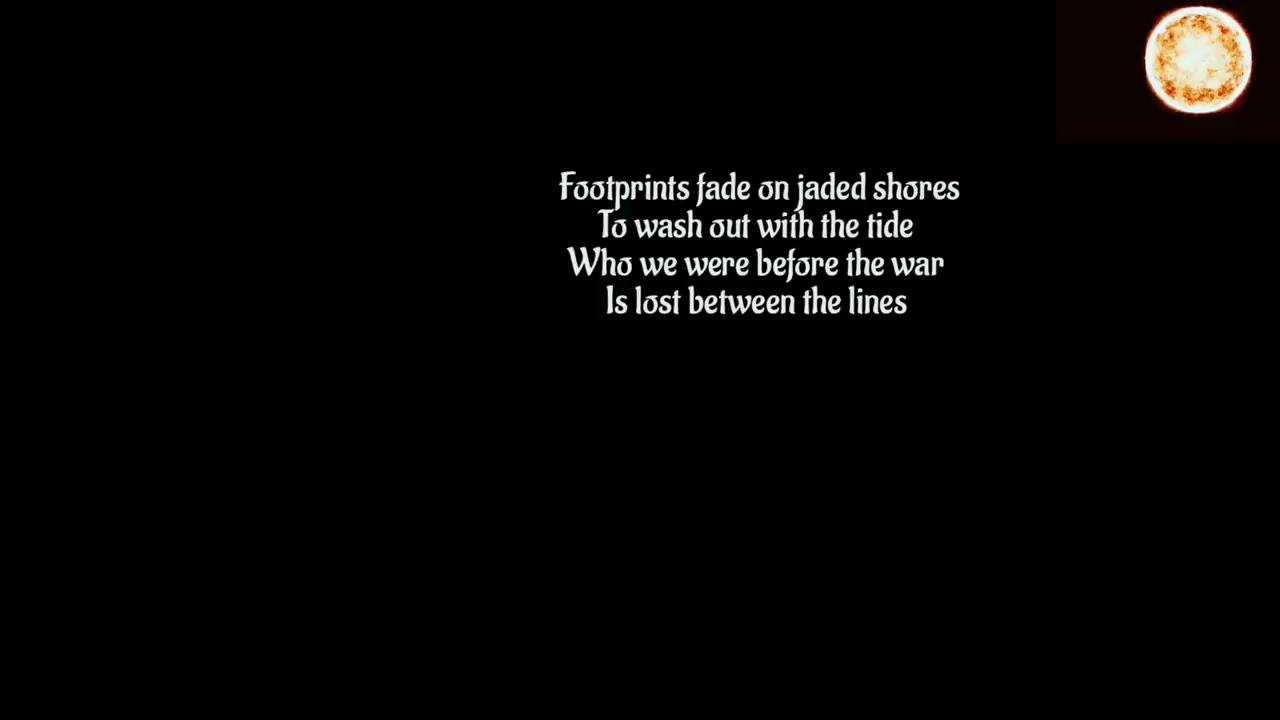 Footprints fade on jaded shores
To wash out with the tide
Who we were before the war
Is lost between the lines